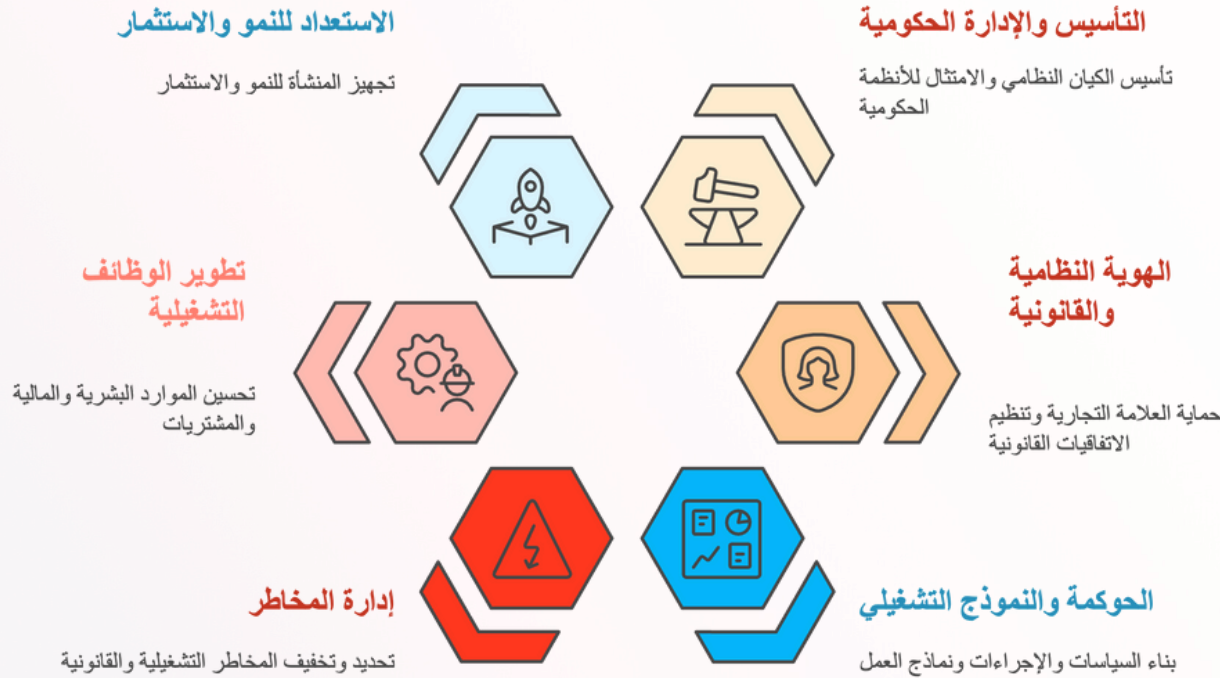 التأسيس والإدارة الحكومية
تأسيس الكيان النظامي والامتثال للأنظمة
الحكومية
الهوية النظامية
والقانونية
حماية العلامة التجارية وتنظيم
الاتفاقيات القانونية
الحوكمة والنموذج التشغيلي
بناء السياسات والإجراءات ونماذج العمل
إدارة المخاطر
تحديد وتخفيف المخاطر التشغيلية والقانونية
تطوير الوظائف
التشغيلية
تحسين الموارد البشرية والمالية
والمشتريات
الاستعداد للنمو والاستثمار
تجهيز المنشأة للنمو والاستثمار